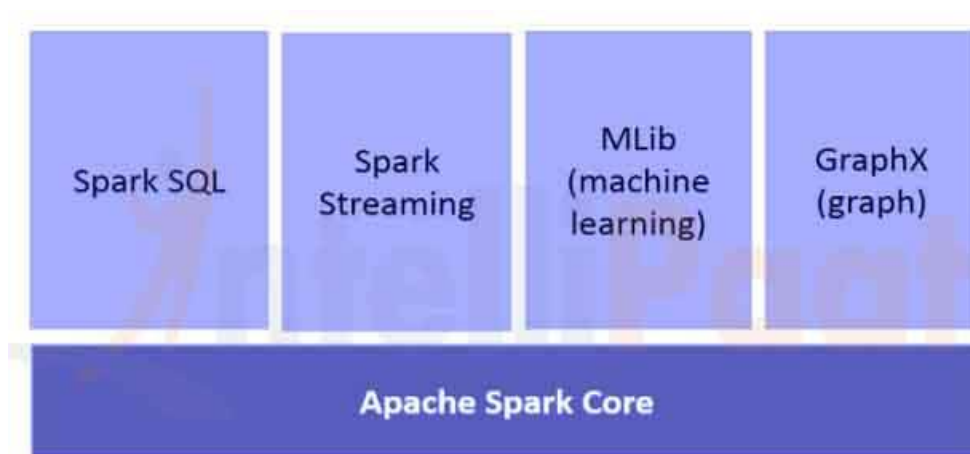 Spark SQL
Spark
Streaming
MLib
(machine
learning)
GraphX
(graph)
Apache Spark Core